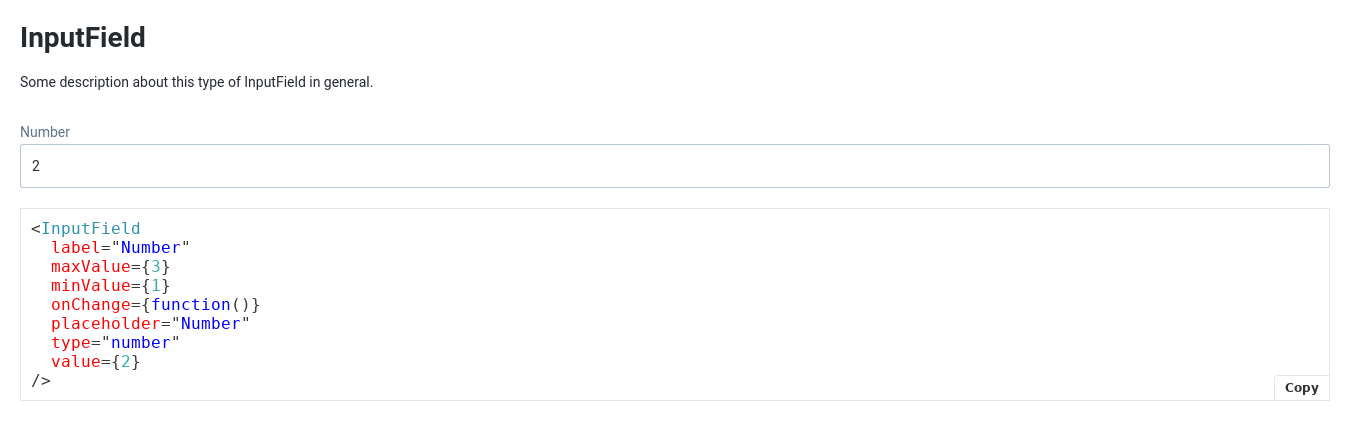 InputField
Some description about this type of InputField in general.
Number
2
<InputField
  label="Number"
  maxValue={3}
  minValue={1}
  onChange={function()}
  placeholder="Number"
  type="number"
  value={2}
/>
Copy